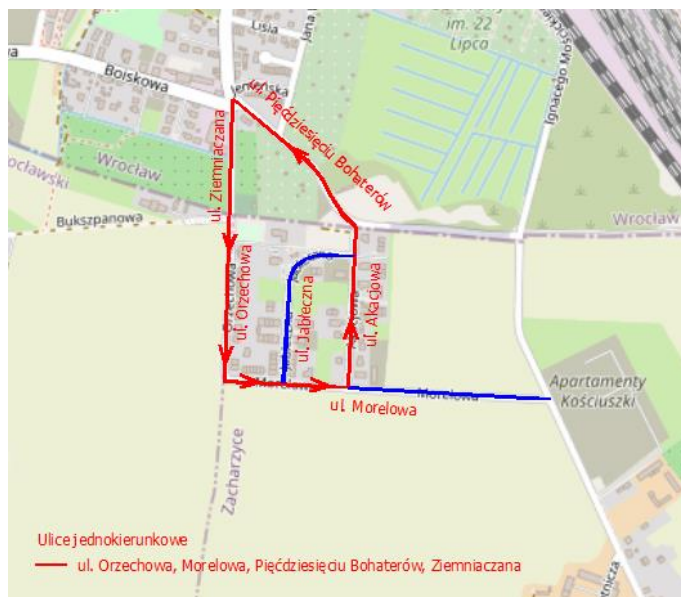 Lisia
Jana
im. 22
Lipca
Boiskowa
ul. Pięćdziesięciu Bohaterów
Ignacego Mościckiego
ul. Ziemniaczana
Wrocław
ocławski
Wrocław
Bukszpanowa
Orzechowa
ul. Orzechowa
ul. Jabłeczna
ul. Akacjowa
Morelowa
Morelowa
ul. Morelowa
Apartamenty
Kościuszki
Zacharzyce
Ulice jednokierunkowe
ul. Orzechowa, Morelowa, Pięćdziesięciu Bohaterów, Ziemniaczana